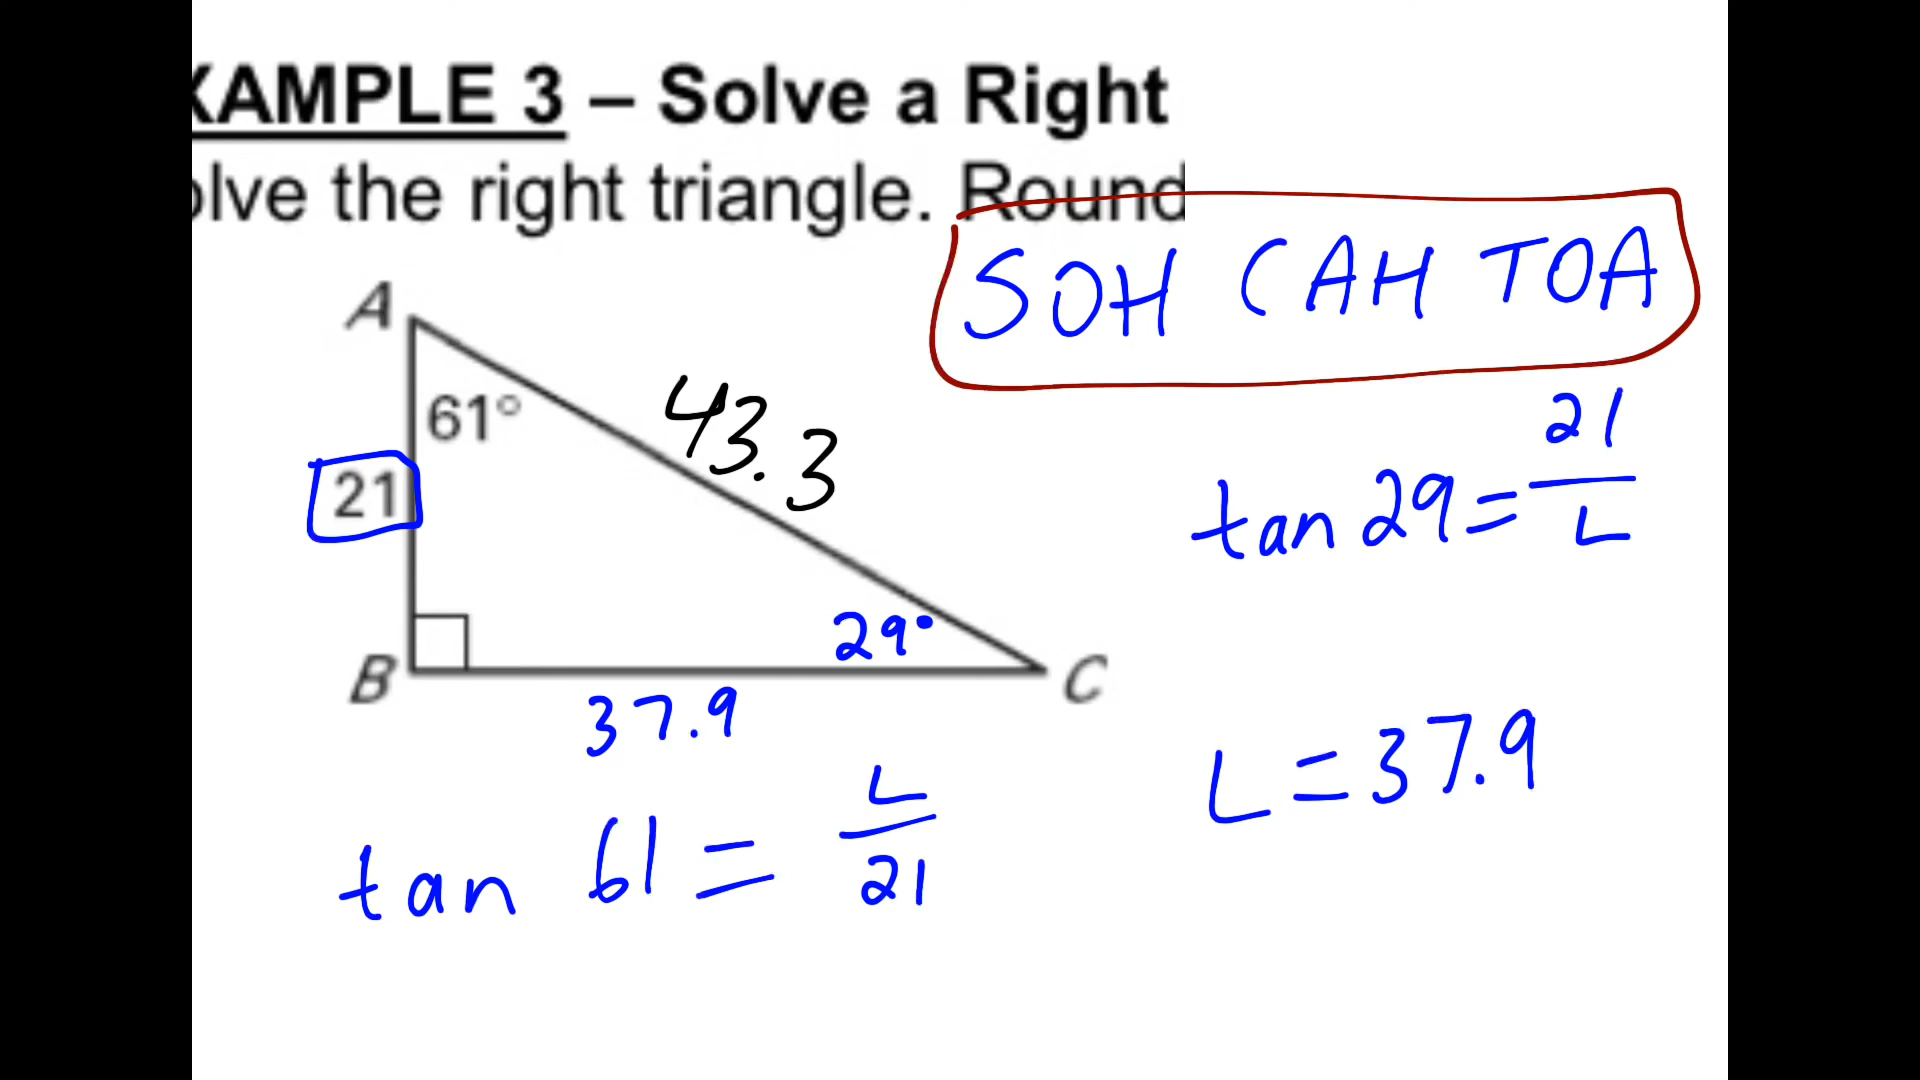 XAMPLE 3 – Solve a Right
olve the right triangle. Round
SOH CAH TOA
A
61°
43.3
21
tan 29 = 21/L
29°
B
C
37.9
L = 37.9
tan 61 = L/21